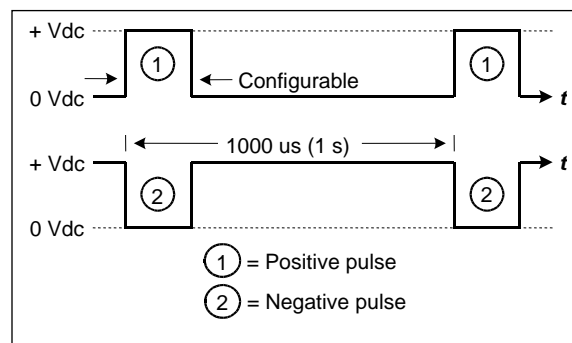 + Vdc
1 1
Configurable
0 Vdc t
1000 us (1 s)
+ Vdc t
2 2
0 Vdc
1 = Positive pulse
2 = Negative pulse